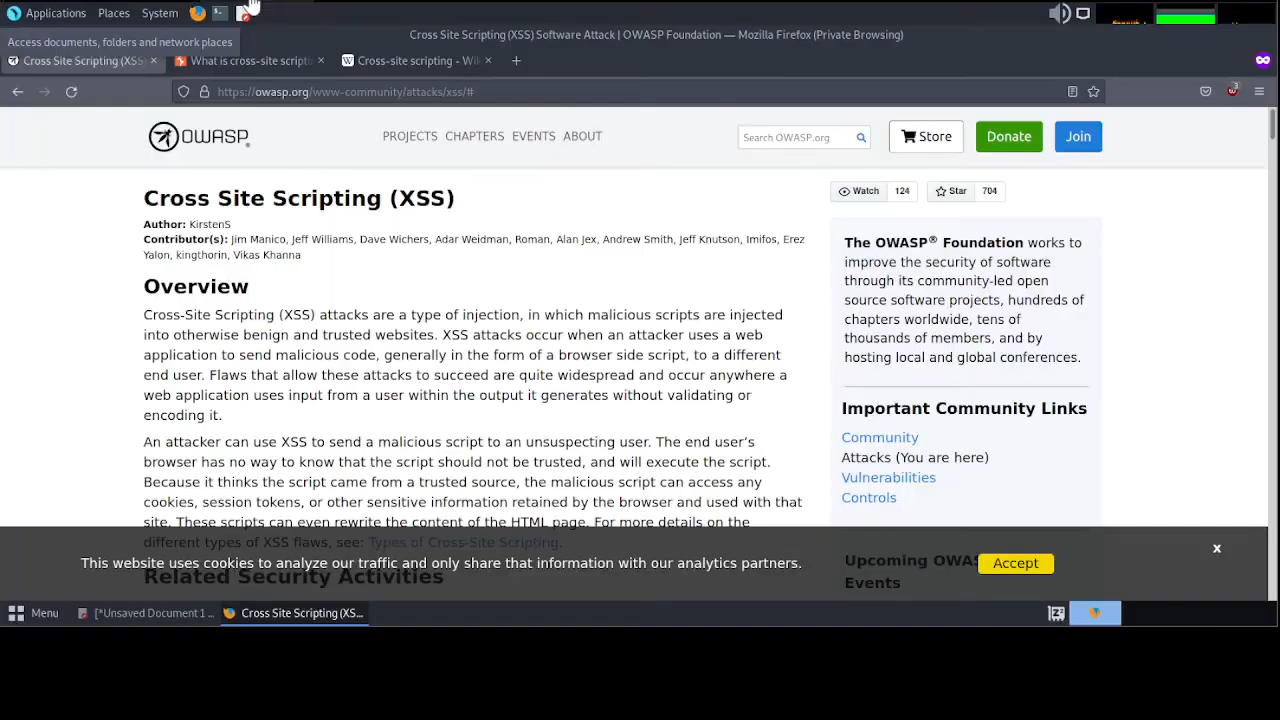 Applications Places System
Cross Site Scripting (XSS) Software Attack | OWASP Foundation — Mozilla Firefox (Private Browsing)
Access documents, folders and network places
Cross Site Scripting (XSS) × What is cross-site scripti × Cross-site scripting - Wik × +
https://owasp.org/www-community/attacks/xss/# 3
OWASP PROJECTS CHAPTERS EVENTS ABOUT Search OWASP.org Store Donate Join
Cross Site Scripting (XSS)
Watch 124 Star 704
Author: KirstenS
Contributor(s): Jim Manico, Jeff Williams, Dave Wichers, Adar Weidman, Roman, Alan Jex, Andrew Smith, Jeff Knutson, Imifos, Erez
Yalon, kingthorin, Vikas Khanna
Overview
Cross-Site Scripting (XSS) attacks are a type of injection, in which malicious scripts are injected
into otherwise benign and trusted websites. XSS attacks occur when an attacker uses a web
application to send malicious code, generally in the form of a browser side script, to a different
end user. Flaws that allow these attacks to succeed are quite widespread and occur anywhere a
web application uses input from a user within the output it generates without validating or
encoding it.
An attacker can use XSS to send a malicious script to an unsuspecting user. The end user’s
browser has no way to know that the script should not be trusted, and will execute the script.
Because it thinks the script came from a trusted source, the malicious script can access any
cookies, session tokens, or other sensitive information retained by the browser and used with that
site. These scripts can even rewrite the content of the HTML page. For more details on the
different types of XSS flaws, see: Types of Cross-Site Scripting.
Related Security Activities
The OWASP® Foundation works to
improve the security of software
through its community-led open
source software projects, hundreds of
chapters worldwide, tens of
thousands of members, and by
hosting local and global conferences.
Important Community Links
Community
Attacks (You are here)
Vulnerabilities
Controls
Upcoming OWAS
Events
This website uses cookies to analyze our traffic and only share that information with our analytics partners. Accept x
Menu [*Unsaved Document 1 ... Cross Site Scripting (XS...